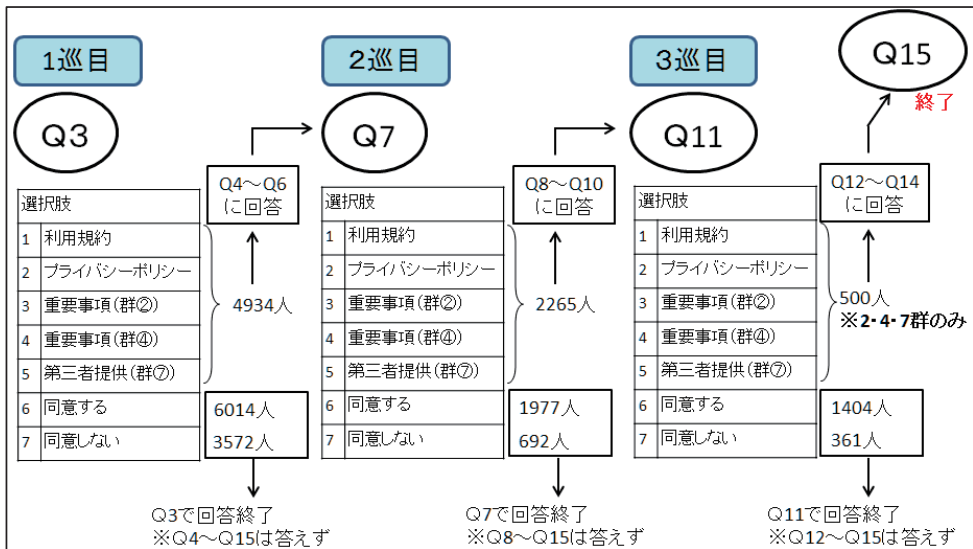 1巡目
Q3
選択肢
1 利用規約
2 プライバシーポリシー
3 重要事項(群②)
4 重要事項(群④)
5 第三者提供(群⑦)
6 同意する
7 同意しない
4934人
Q4～Q6
に回答
6014人
3572人
Q3で回答終了
※Q4～Q15は答えず
2巡目
Q7
選択肢
1 利用規約
2 プライバシーポリシー
3 重要事項(群②)
4 重要事項(群④)
5 第三者提供(群⑦)
6 同意する
7 同意しない
2265人
Q8～Q10
に回答
1977人
692人
Q7で回答終了
※Q8～Q15は答えず
3巡目
Q11
選択肢
1 利用規約
2 プライバシーポリシー
3 重要事項(群②)
4 重要事項(群④)
5 第三者提供(群⑦)
6 同意する
7 同意しない
500人
※2・4・7群のみ
Q12～Q14
に回答
1404人
361人
Q11で回答終了
※Q12～Q15は答えず
Q15
終了